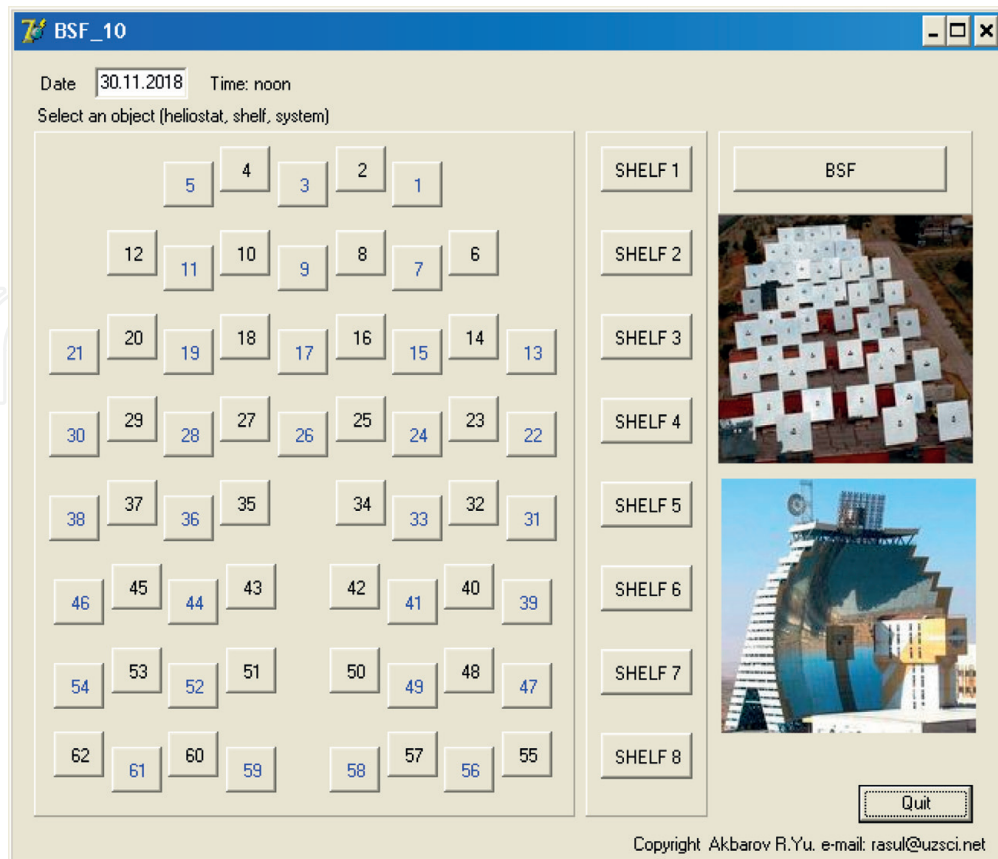 BSF_10
Date 30.11.2018 Time: noon
Select an object (heliostat, shelf, system)
4 2
5 3 1
SHELF 1
BSF
12 10 8 6
11 9 7
SHELF 2
20 18 16 14
21 19 17 15 13
SHELF 3
29 27 25 23
30 28 26 24 22
SHELF 4
37 35 34 32
38 36 33 31
SHELF 5
45 43 42 40
46 44 41 39
SHELF 6
53 51 50 48
54 52 49 47
SHELF 7
62 60 57 55
61 59 58 56
SHELF 8
Quit
Copyright Akbarov R.Yu. e-mail: rasul@uzsci.net